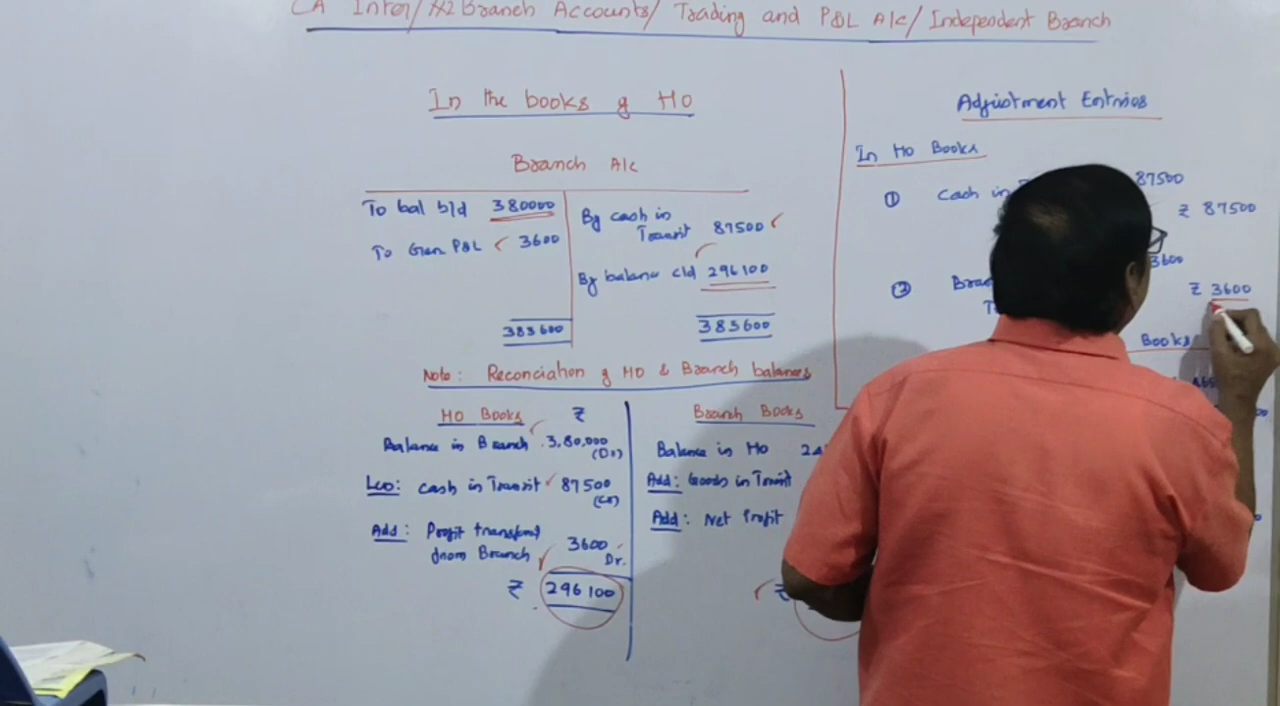 CA Inter/ #2 Branch Accounts/ Trading and P&L A/c/ Independent Branch
In the books of HO
Branch A/c
To bal b/d 380000
To Gen P&L 3600
383600
By cash in
Transit 87500
By balance c/d 296100
383600
Note: Reconciation of HO & Branch balances
HO Books ₹
Balance in Branch 3,80,000
(Dr)
Less: Cash in Transit 87500
(Cr)
Add: Profit transferred
from Branch 3600
Dr.
₹ 296100
Branch Books
Balance in HO
Add: Goods in Transit
Add: Net Profit
₹
Adjustment Entries
In HO Books
① Cash in 87500
₹ 87500
② 3600
₹ 3600
Books